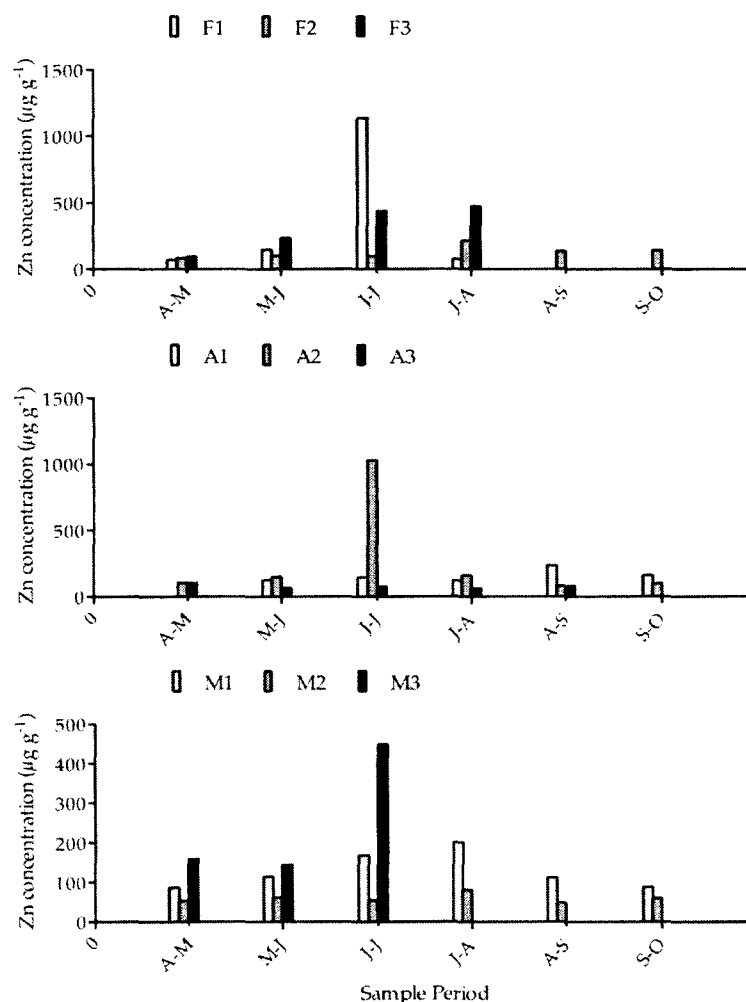 F1 F2 F3
Zn concentration (µg g⁻¹)
1500
1000
500
0
0 A-M M-J J-J J-A A-S S-O
A1 A2 A3
Zn concentration (µg g⁻¹)
1500
1000
500
0
0 A-M M-J J-J J-A A-S S-O
M1 M2 M3
Zn concentration (µg g⁻¹)
500
400
300
200
100
0
0 A-M M-J J-J J-A A-S S-O
Sample Period